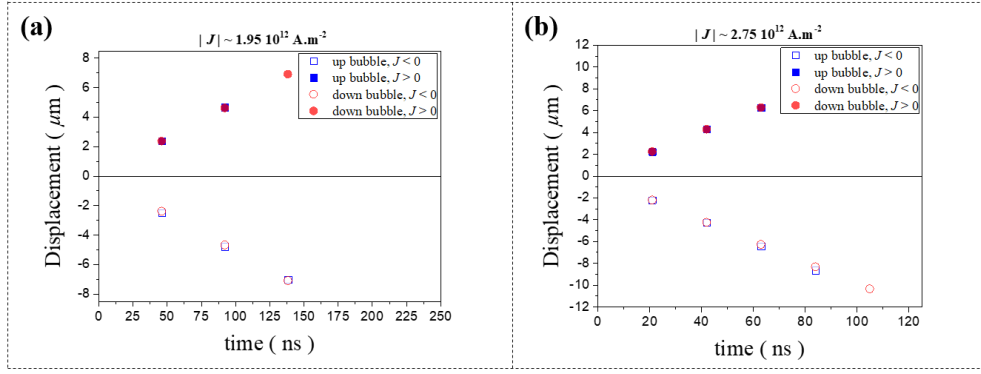 (a)
| J | ~ 1.95 10¹² A.m⁻²
up bubble, J < 0
up bubble, J > 0
down bubble, J < 0
down bubble, J > 0
Displacement ( µm )
8
6
4
2
0
-2
-4
-6
-8
0 25 50 75 100 125 150 175 200 225 250
time ( ns )
(b)
| J | ~ 2.75 10¹² A.m⁻²
up bubble, J < 0
up bubble, J > 0
down bubble, J < 0
down bubble, J > 0
Displacement ( µm )
12
10
8
6
4
2
0
-2
-4
-6
-8
-10
-12
0 20 40 60 80 100 120
time ( ns )